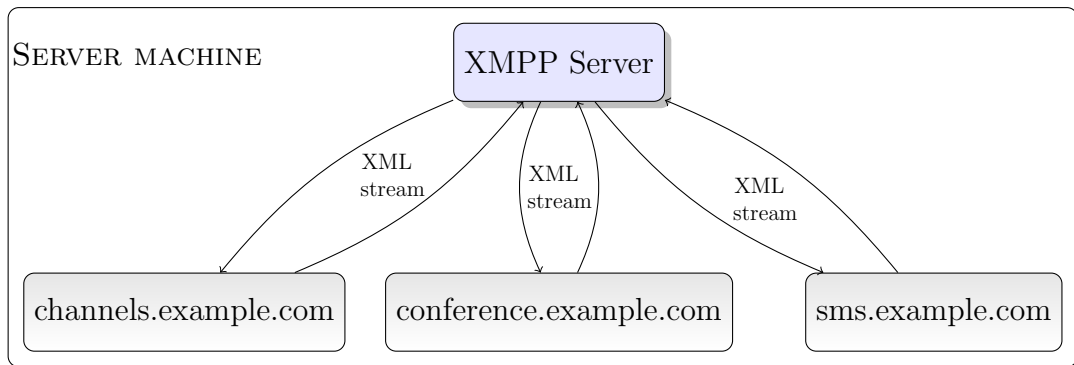 SERVER MACHINE
XMPP Server
XML
stream
XML
stream
XML
stream
channels.example.com
conference.example.com
sms.example.com